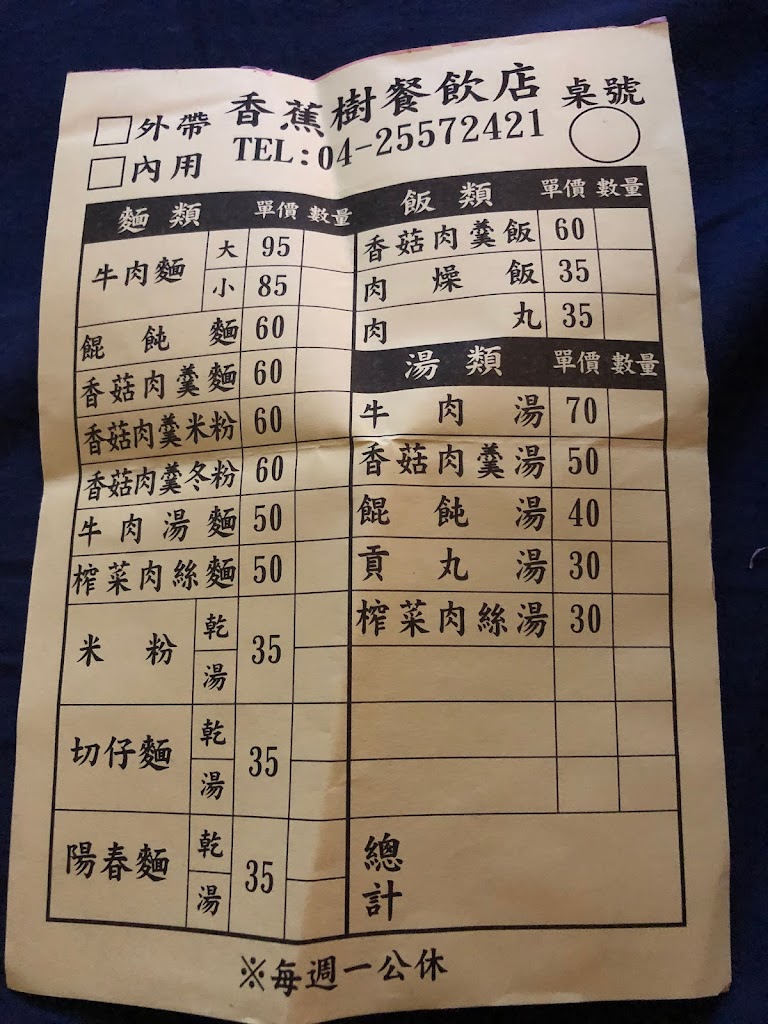 香蕉樹餐飲店
□外帶
□內用
TEL:04-25572421
桌號
麵類 單價 數量
牛肉麵 大 95
小 85
餛飩麵 60
香菇肉羹麵 60
香菇肉羹米粉 60
香菇肉羹冬粉 60
牛肉湯麵 50
榨菜肉絲麵 50
米粉 乾 湯 35
切仔麵 乾 湯 35
陽春麵 乾 湯 35
飯類 單價 數量
香菇肉羹飯 60
肉燥飯 35
肉丸 35
湯類 單價 數量
牛肉湯 70
香菇肉羹湯 50
餛飩湯 40
貢丸湯 30
榨菜肉絲湯 30
總計
※每週一公休